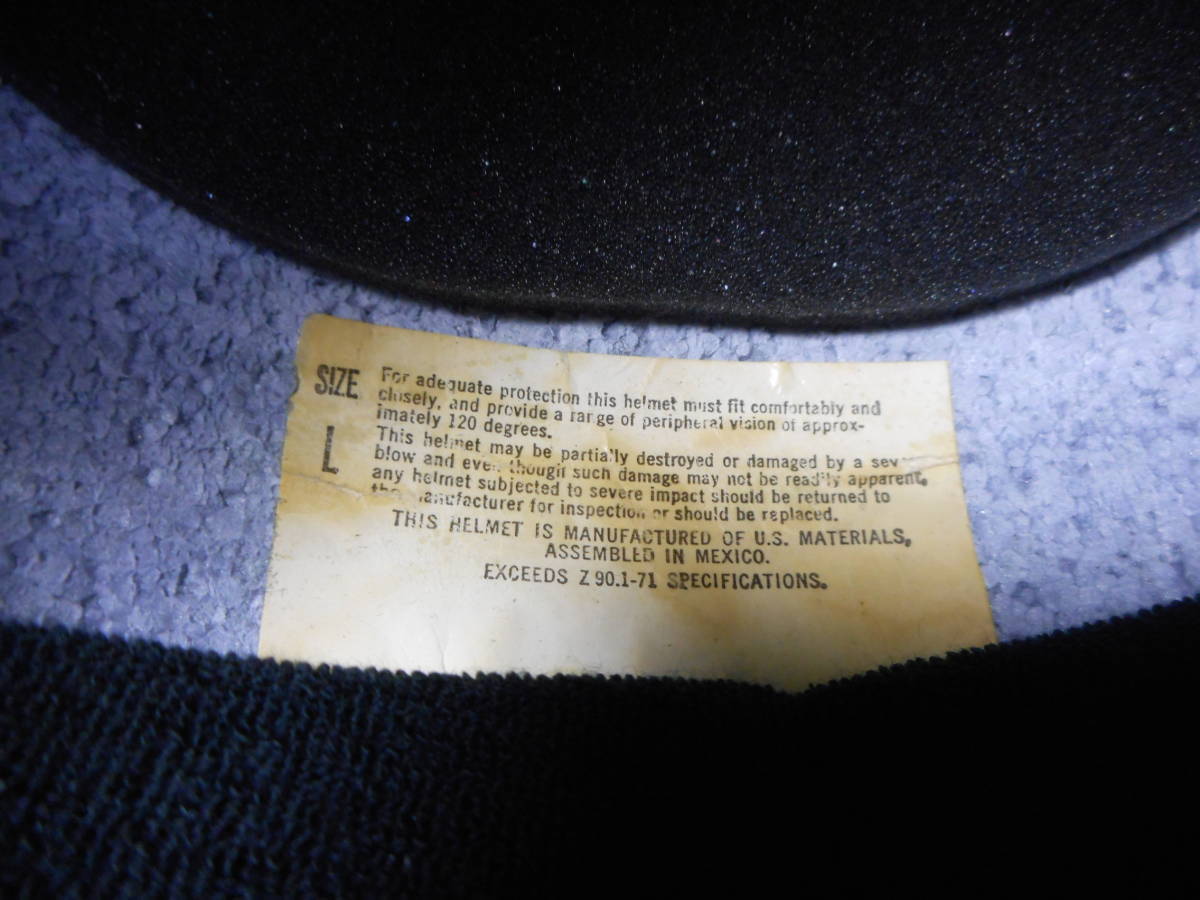 SIZE
L
For adequate protection this helmet must fit comfortably and
closely, and provide a range of peripheral vision of approx-
imately 120 degrees.
This helmet may be partially destroyed or damaged by a
blow and even though such damage may not be readily apparent,
any helmet subjected to severe impact should be returned to
the manufacturer for inspection or should be replaced.
THIS HELMET IS MANUFACTURED OF U.S. MATERIALS,
ASSEMBLED IN MEXICO.
EXCEEDS Z 90.1-71 SPECIFICATIONS.